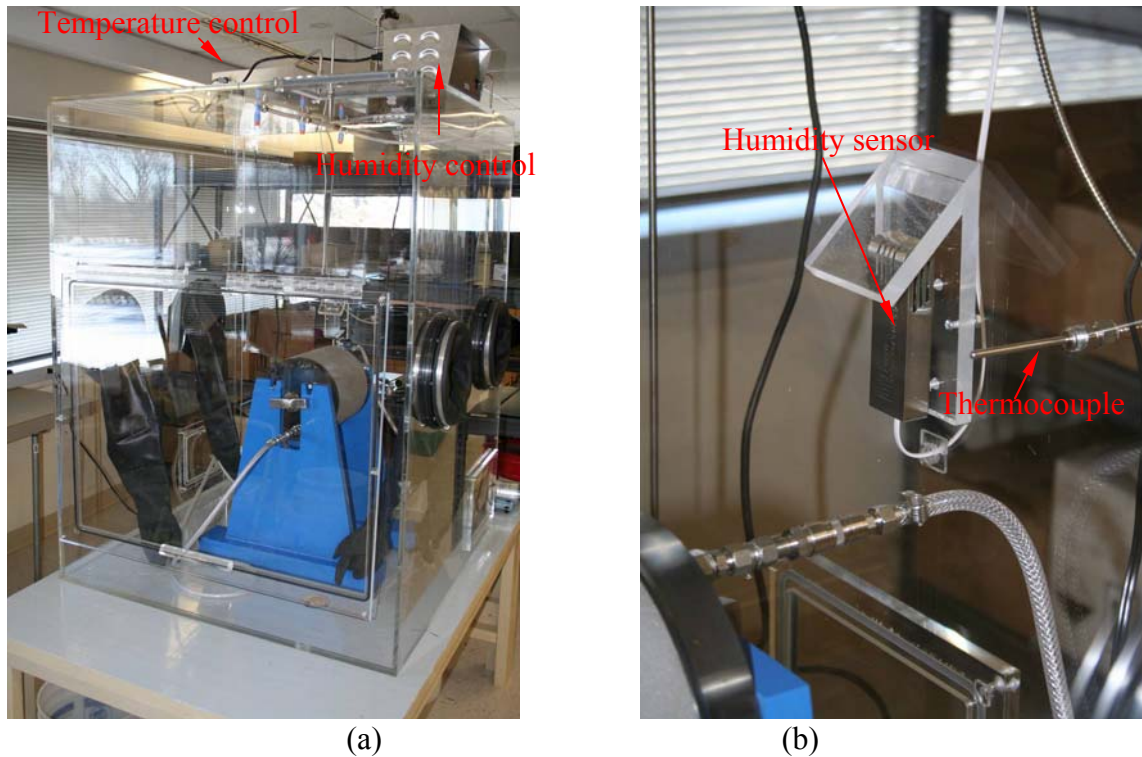 Temperature control
Humidity control
Humidity sensor
Thermocouple
(a)
(b)